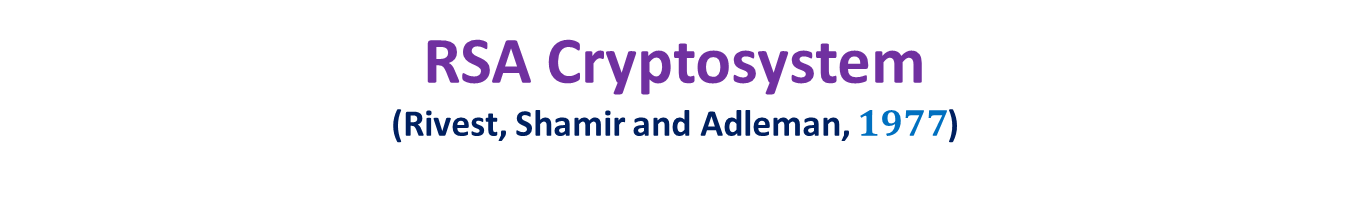 RSA Cryptosystem
(Rivest, Shamir and Adleman, 1977)